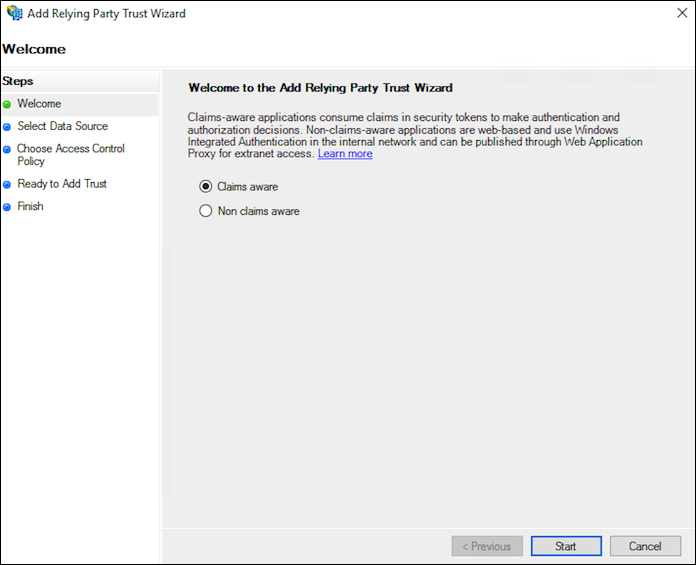 Add Relying Party Trust Wizard
Welcome
Steps
Welcome
Select Data Source
Choose Access Control
Policy
Ready to Add Trust
Finish
Welcome to the Add Relying Party Trust Wizard
Claims-aware applications consume claims in security tokens to make authentication and
authorization decisions. Non-claims-aware applications are web-based and use Windows
Integrated Authentication in the internal network and can be published through Web Application
Proxy for extranet access. Learn more
Claims aware
Non claims aware
< Previous
Start
Cancel